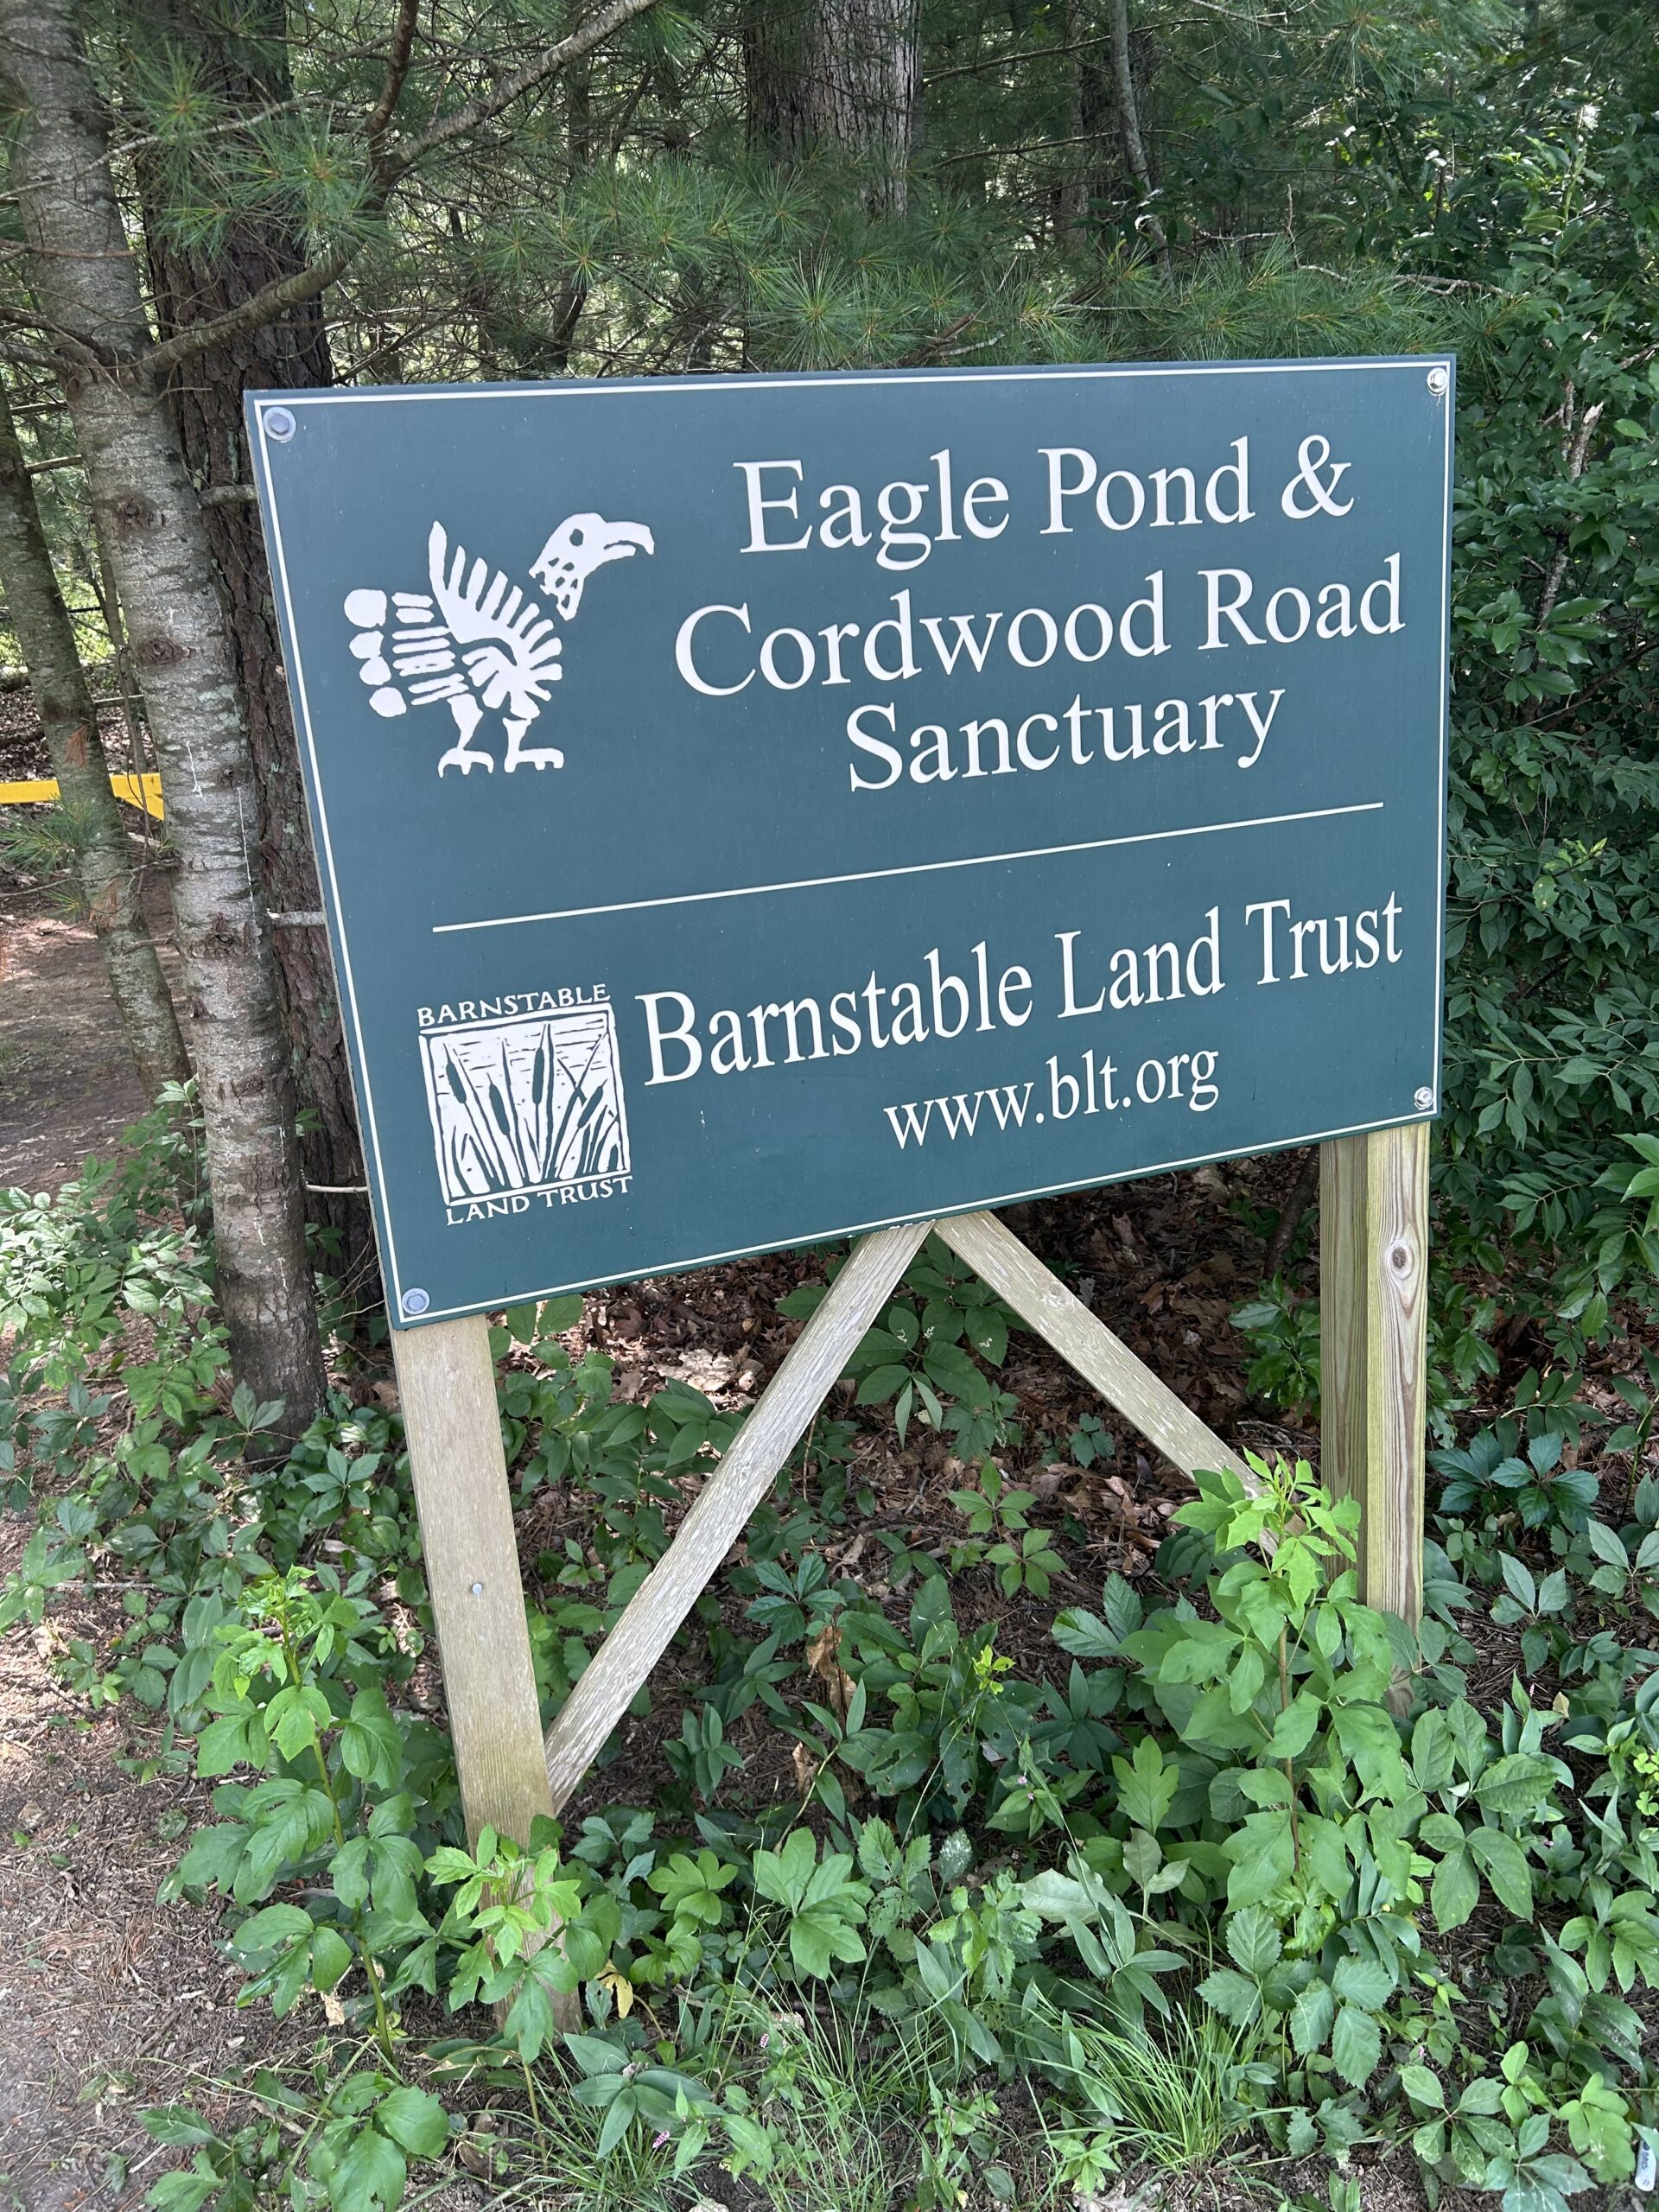 Eagle Pond &
Cordwood Road
Sanctuary
BARNSTABLE
LAND TRUST
Barnstable Land Trust
www.blt.org